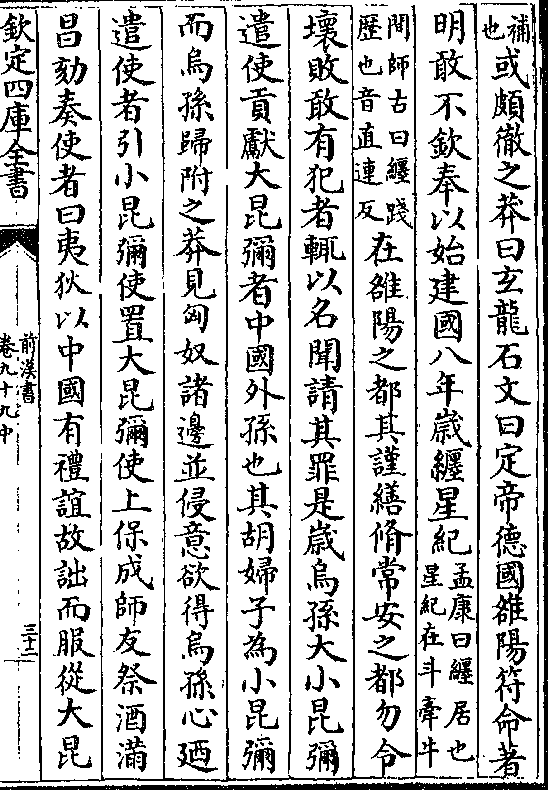 補
也
或頗徹之莽曰玄龍石文曰定帝德國雒陽符命著
明敢不欽奉以始建國八年歲纏星紀
孟康曰纏居也
星紀在斗牽牛
間師古曰纏踐
歷也音直連反
在雒陽之都其謹繕脩常安之都勿令
壞敗敢有犯者輒以名聞請其罪是歲烏孫大小昆彌
遣使貢獻大昆彌者中國外孫也其胡婦子為小昆彌
而烏孫歸附之莽見匈奴諸邊並侵意欲得烏孫心廼
遣使者引小昆彌使置大昆彌使上保成師友祭酒滿
昌劾奏使者曰夷狄以中國有禮誼故詘而服從大昆
欽定四庫全書
前漢書
卷九十九中
三十二